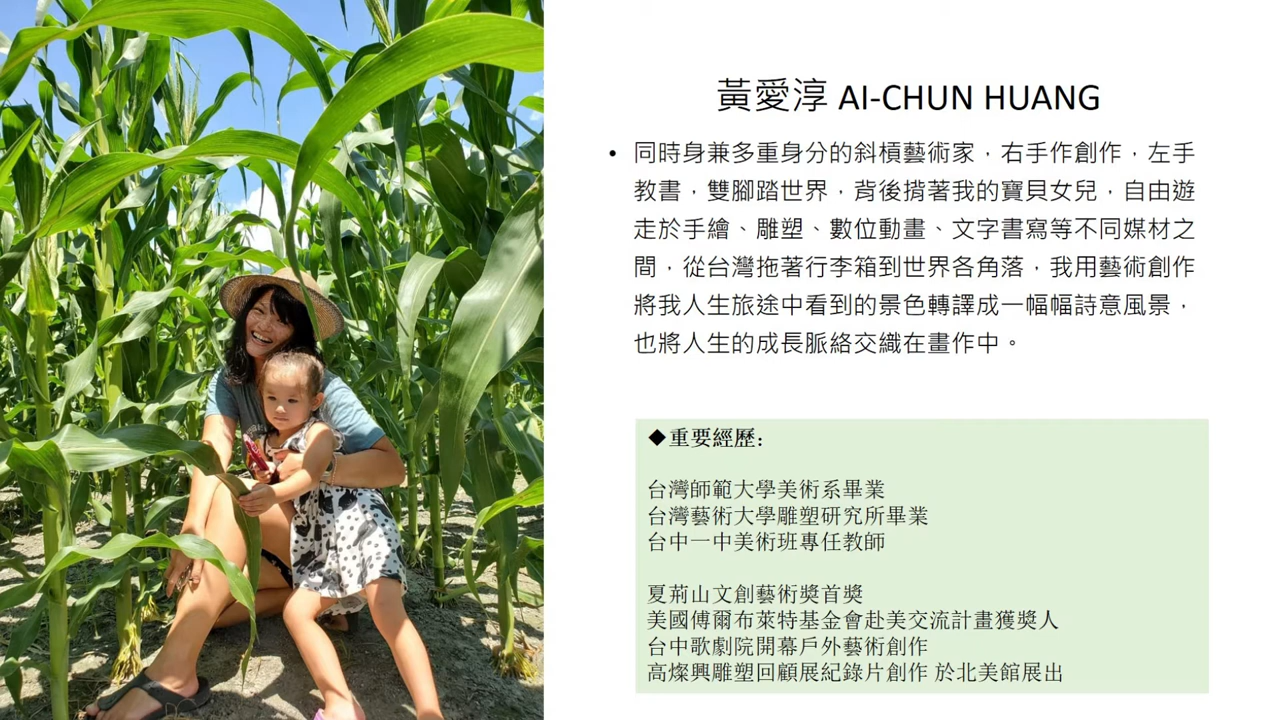 黃愛淳 AI-CHUN HUANG
• 同時身兼多重身分的斜槓藝術家，右手作創作，左手
教書，雙腳踏世界，背後揹著我的寶貝女兒，自由遊
走於手繪、雕塑、數位動畫、文字書寫等不同媒材之
間，從台灣拖著行李箱到世界各角落，我用藝術創作
將我人生旅途中看到的景色轉譯成一幅幅詩意風景，
也將人生的成長脈絡交織在畫作中。
◆重要經歷：
台灣師範大學美術系畢業
台灣藝術大學雕塑研究所畢業
台中一中美術班專任教師
夏荊山文創藝術獎首獎
美國傅爾布萊特基金會赴美交流計畫獲獎人
台中歌劇院開幕戶外藝術創作
高燦興雕塑回顧展紀錄片創作 於北美館展出